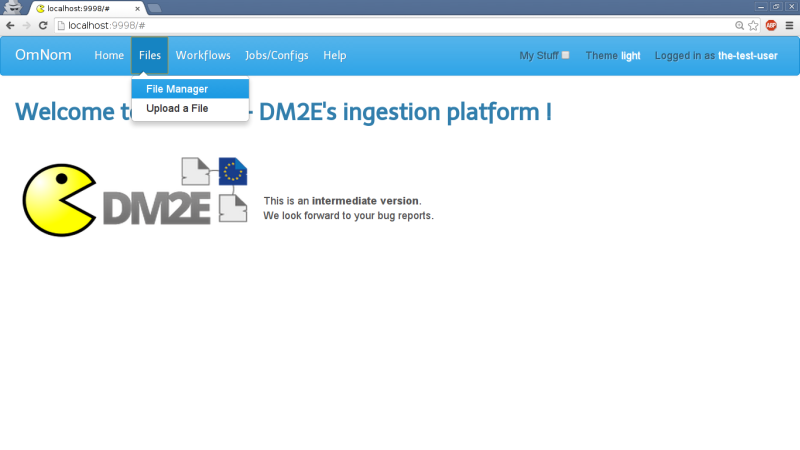 localhost:9998/#
localhost:9998/#
ABP
OmNom Home Files Workflows Jobs/Configs Help My Stuff Theme light Logged in as the-test-user
File Manager
Upload a File
Welcome to - DM2E's ingestion platform !
DM2E
This is an intermediate version.
We look forward to your bug reports.